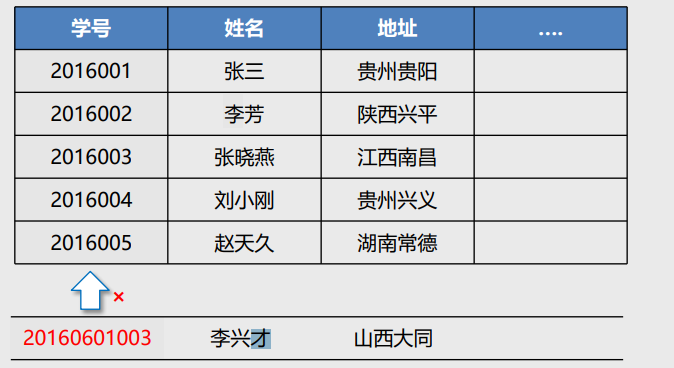 学号 姓名 地址 ....
2016001 张三 贵州贵阳
2016002 李芳 陕西兴平
2016003 张晓燕 江西南昌
2016004 刘小刚 贵州兴义
2016005 赵天久 湖南常德
×
20160601003 李兴才 山西大同